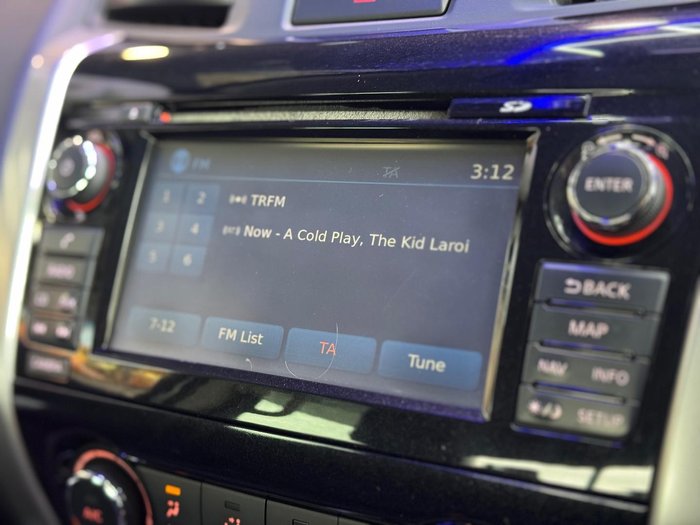 FM
TA
3:12
1 2
TRFM
3 4
Now - A Cold Play, The Kid Laroi
5 6
7-12
FM List
TA
Tune
ENTER
BACK
MAP
NAV
INFO
SETUP